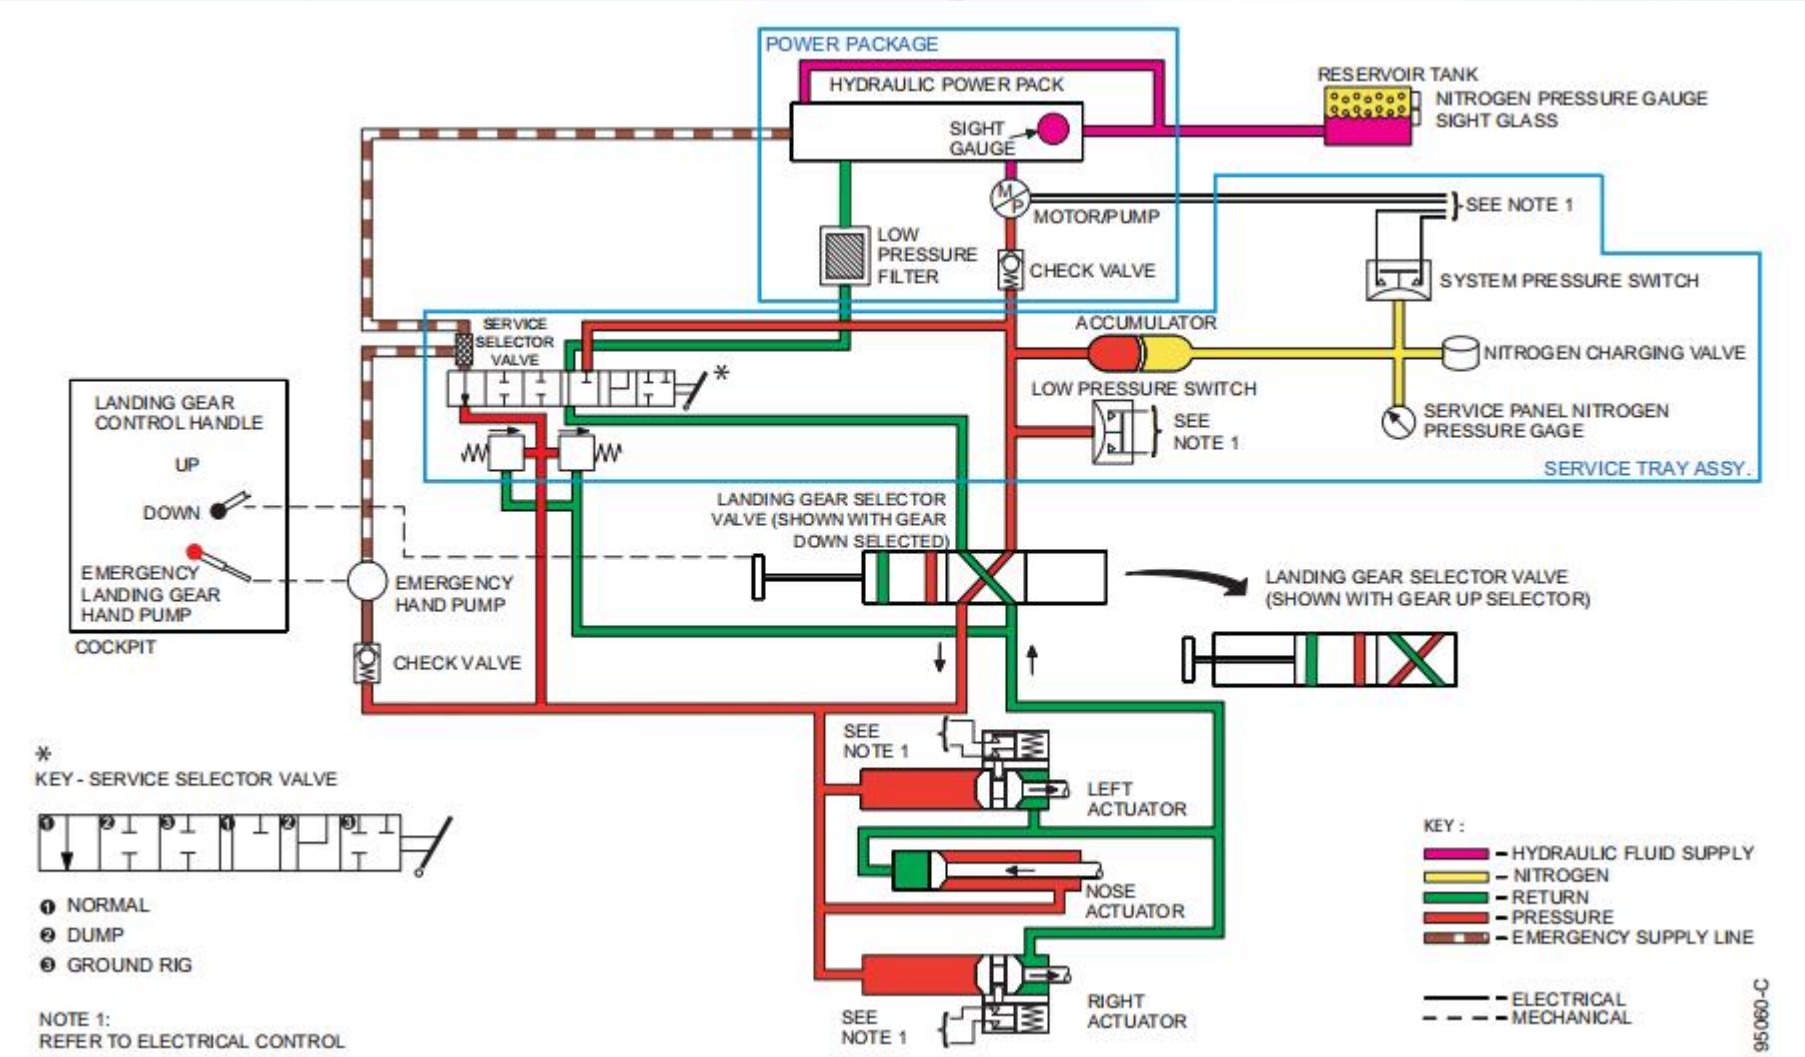 POWER PACKAGE
HYDRAULIC POWER PACK
SIGHT
GAUGE
RESERVOIR TANK
NITROGEN PRESSURE GAUGE
SIGHT GLASS
M
P
MOTOR/PUMP
SEE NOTE 1
LOW
PRESSURE
FILTER
CHECK VALVE
SYSTEM PRESSURE SWITCH
SERVICE
SELECTOR
VALVE
*
ACCUMULATOR
NITROGEN CHARGING VALVE
LOW PRESSURE SWITCH
SEE
NOTE 1
SERVICE PANEL NITROGEN
PRESSURE GAGE
SERVICE TRAY ASSY.
LANDING GEAR
CONTROL HANDLE
UP
DOWN
EMERGENCY
LANDING GEAR
HAND PUMP
COCKPIT
EMERGENCY
HAND PUMP
CHECK VALVE
LANDING GEAR SELECTOR
VALVE (SHOWN WITH GEAR
DOWN SELECTED)
LANDING GEAR SELECTOR VALVE
(SHOWN WITH GEAR UP SELECTOR)
SEE
NOTE 1
LEFT
ACTUATOR
NOSE
ACTUATOR
RIGHT
ACTUATOR
SEE
NOTE 1
*
KEY - SERVICE SELECTOR VALVE
1 2 3 1 2 3
1 NORMAL
2 DUMP
3 GROUND RIG
NOTE 1:
REFER TO ELECTRICAL CONTROL
KEY :
- HYDRAULIC FLUID SUPPLY
- NITROGEN
- RETURN
- PRESSURE
- EMERGENCY SUPPLY LINE
- ELECTRICAL
- MECHANICAL
95060-C